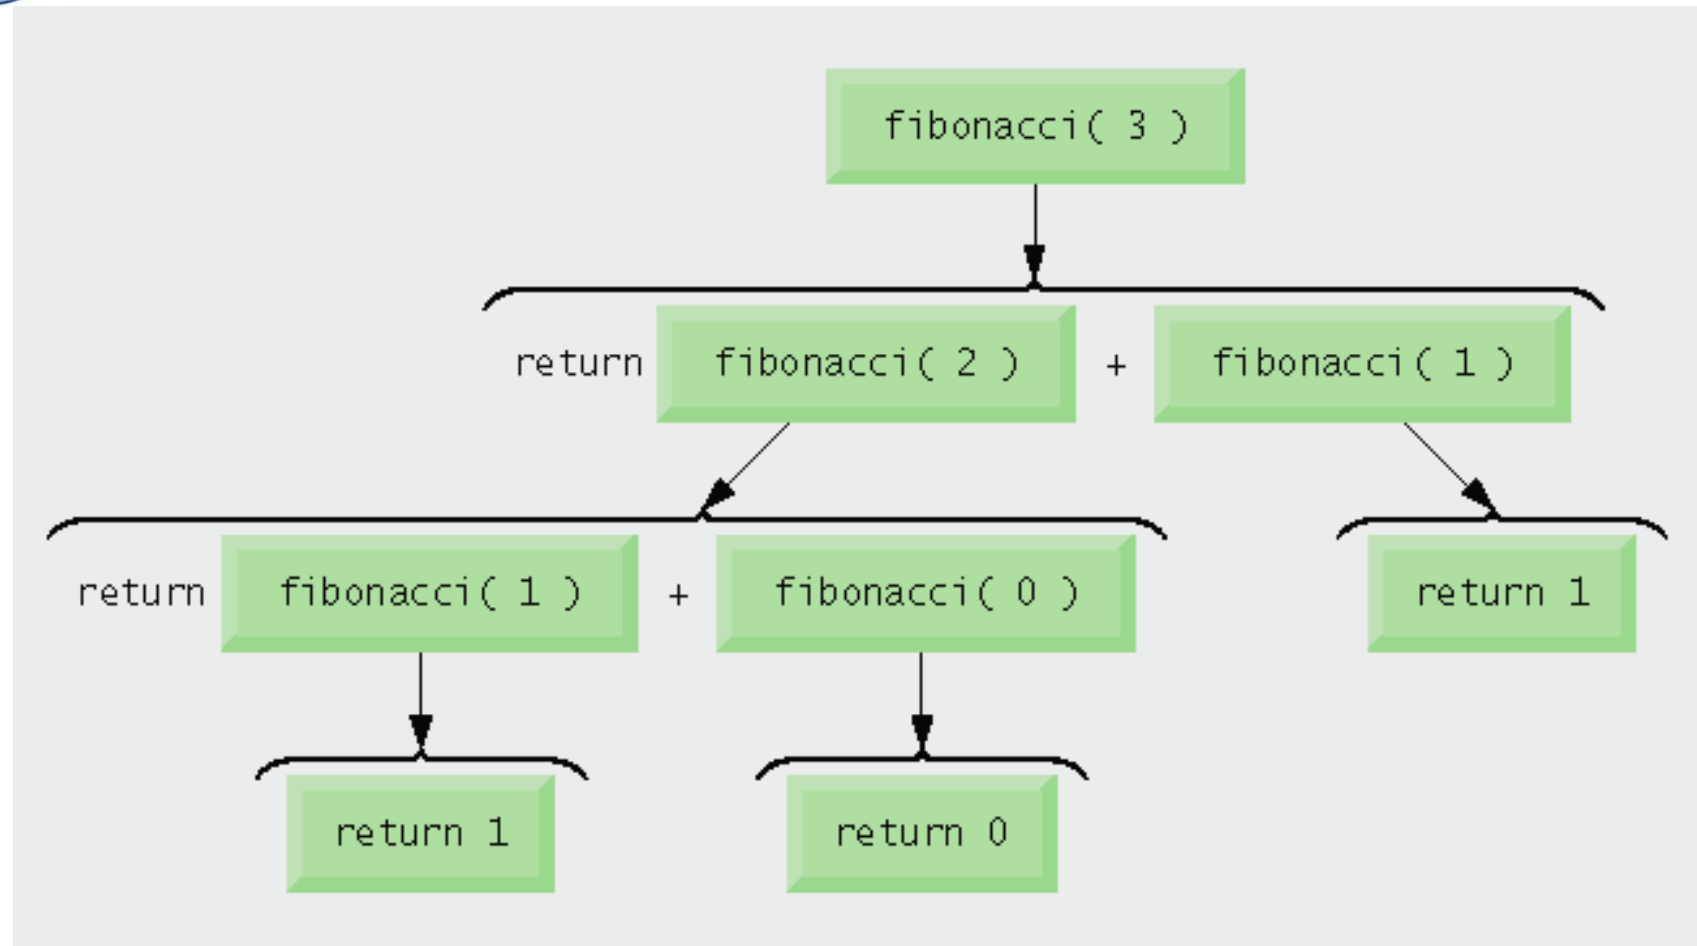 fibonacci( 3 )
return fibonacci( 2 ) + fibonacci( 1 )
return fibonacci( 1 ) + fibonacci( 0 ) return 1
return 1 return 0